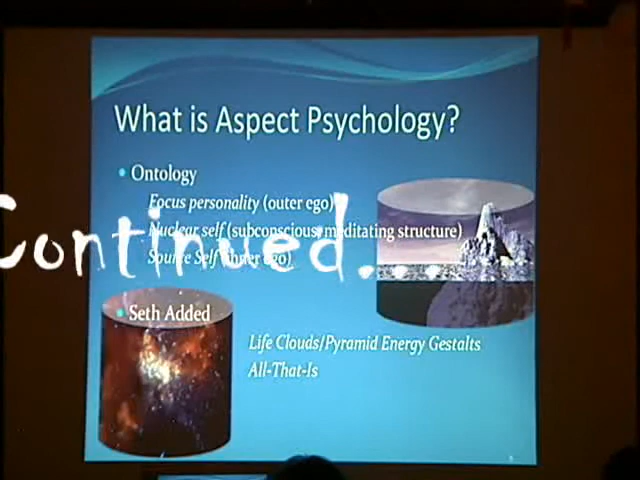 What is Aspect Psychology?
• Ontology
Focus personality (outer ego)
Nuclear self (subconscious, meditating structure)
Continued...
Source Self (inner ego)
• Seth Added
Life Clouds/Pyramid Energy Gestalts
All-That-Is